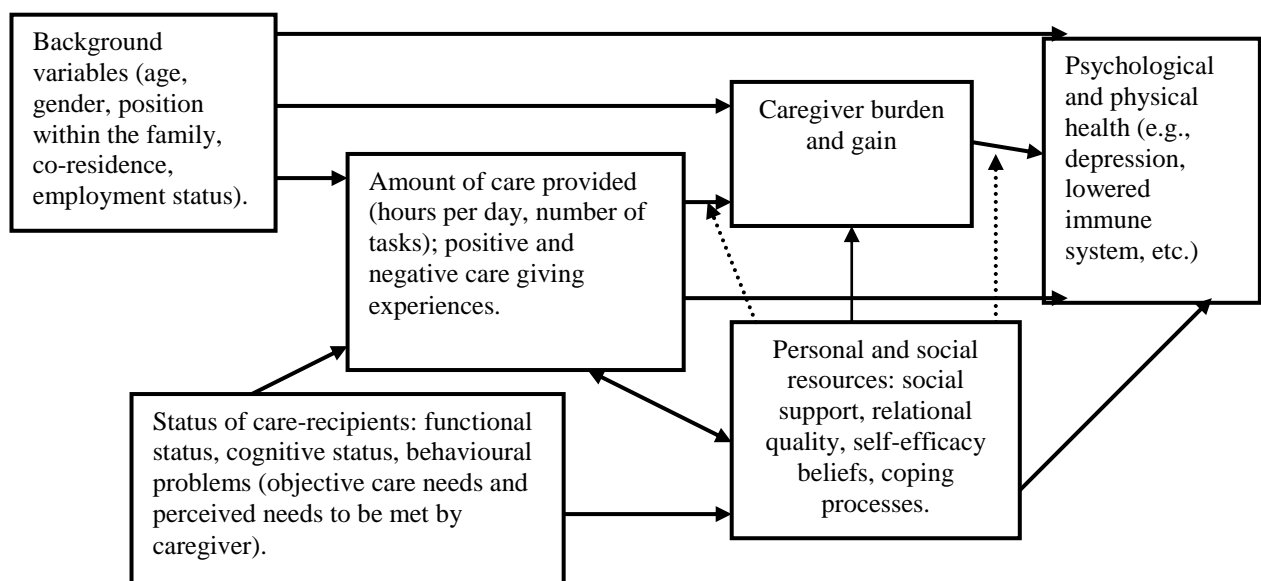 Background
variables (age,
gender, position
within the family,
co-residence,
employment status).
Amount of care provided
(hours per day, number of
tasks); positive and
negative care giving
experiences.
Status of care-recipients: functional
status, cognitive status, behavioural
problems (objective care needs and
perceived needs to be met by
caregiver).
Caregiver burden
and gain
Personal and social
resources: social
support, relational
quality, self-efficacy
beliefs, coping
processes.
Psychological
and physical
health (e.g.,
depression,
lowered
immune
system, etc.)